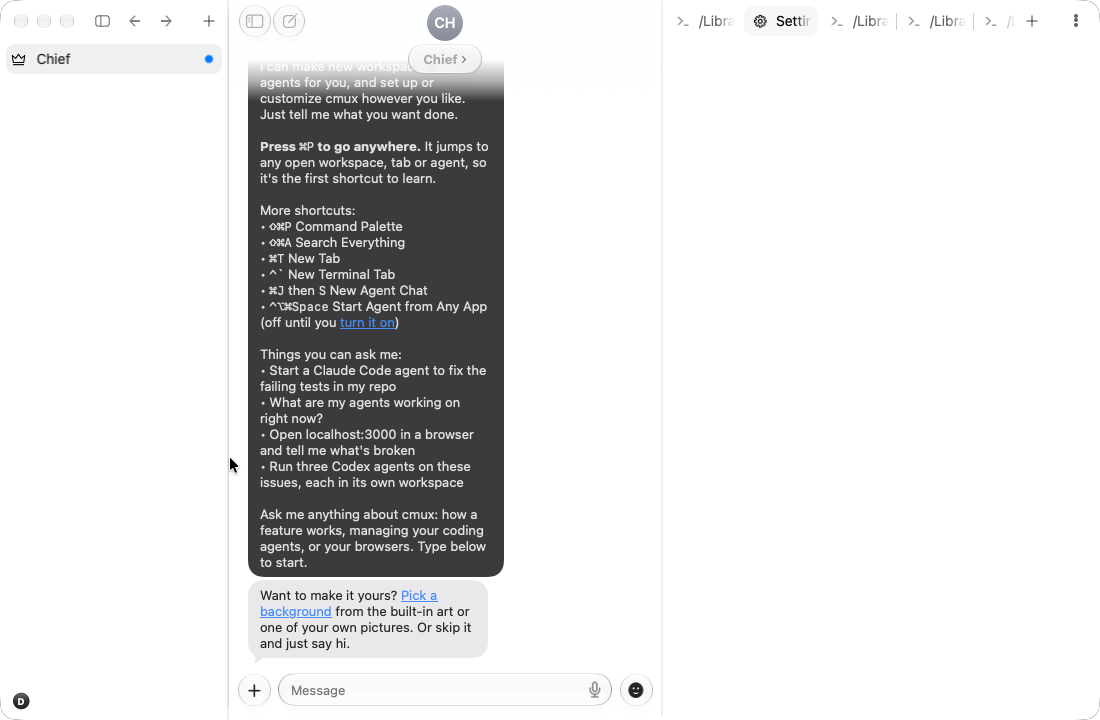 CH
/Libra
Settin
/Libra
/Libra
Chief
Chief >
I can make new
agents for you, and set up or
customize cmux however you like.
Just tell me what you want done.
Press ⌘P to go anywhere. It jumps to
any open workspace, tab or agent, so
it's the first shortcut to learn.
More shortcuts:
• ⇧⌘P Command Palette
• ⇧⌘A Search Everything
• ⌘T New Tab
• ^` New Terminal Tab
• ⌘J then S New Agent Chat
• ^⌥⌘Space Start Agent from Any App
(off until you turn it on)
Things you can ask me:
• Start a Claude Code agent to fix the
failing tests in my repo
• What are my agents working on
right now?
• Open localhost:3000 in a browser
and tell me what's broken
• Run three Codex agents on these
issues, each in its own workspace
Ask me anything about cmux: how a
feature works, managing your coding
agents, or your browsers. Type below
to start.
Want to make it yours? Pick a
background from the built-in art or
one of your own pictures. Or skip it
and just say hi.
Message
D